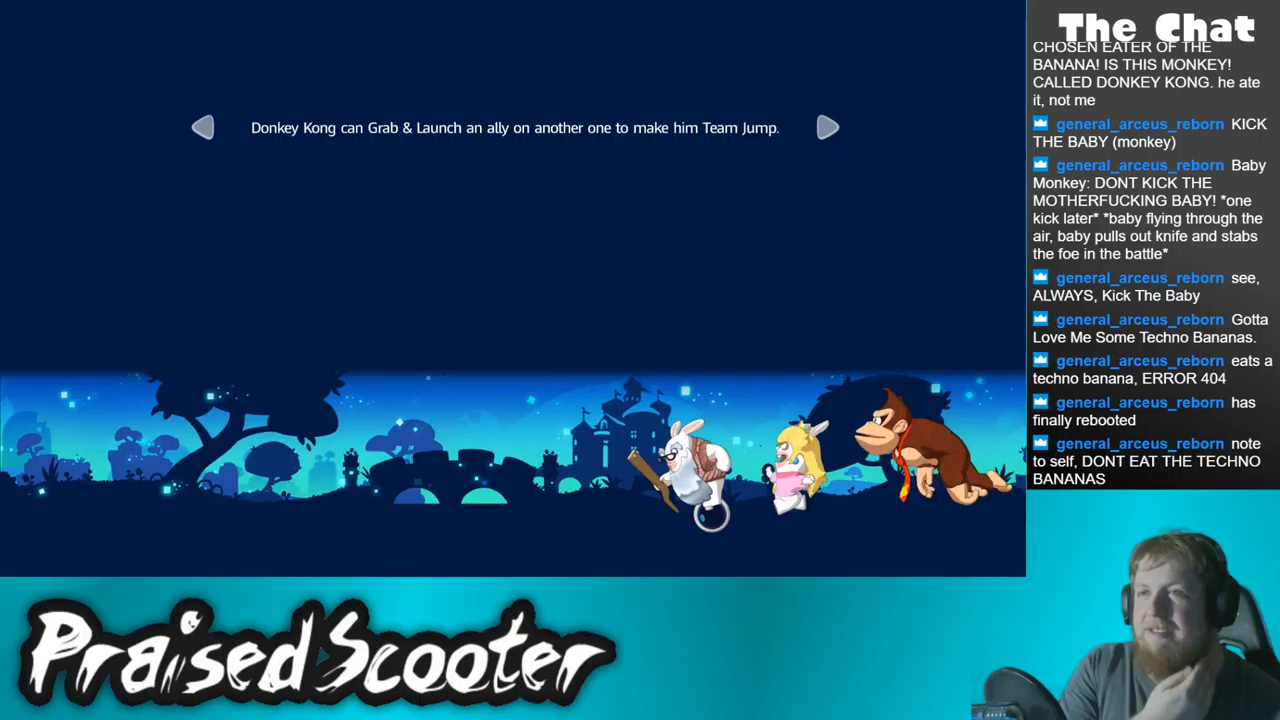 Donkey Kong can Grab & Launch an ally on another one to make him Team Jump.
The Chat
CHOSEN EATER OF THE
BANANA! IS THIS MONKEY!
CALLED DONKEY KONG. he ate
it, not me
general_arceus_reborn KICK
THE BABY (monkey)
general_arceus_reborn Baby
Monkey: DONT KICK THE
MOTHERFUCKING BABY! *one
kick later* *baby flying through the
air, baby pulls out knife and stabs
the foe in the battle*
general_arceus_reborn see,
ALWAYS, Kick The Baby
general_arceus_reborn Gotta
Love Me Some Techno Bananas.
general_arceus_reborn eats a
techno banana, ERROR 404
general_arceus_reborn has
finally rebooted
general_arceus_reborn note
to self, DONT EAT THE TECHNO
BANANAS
PraisedScooter